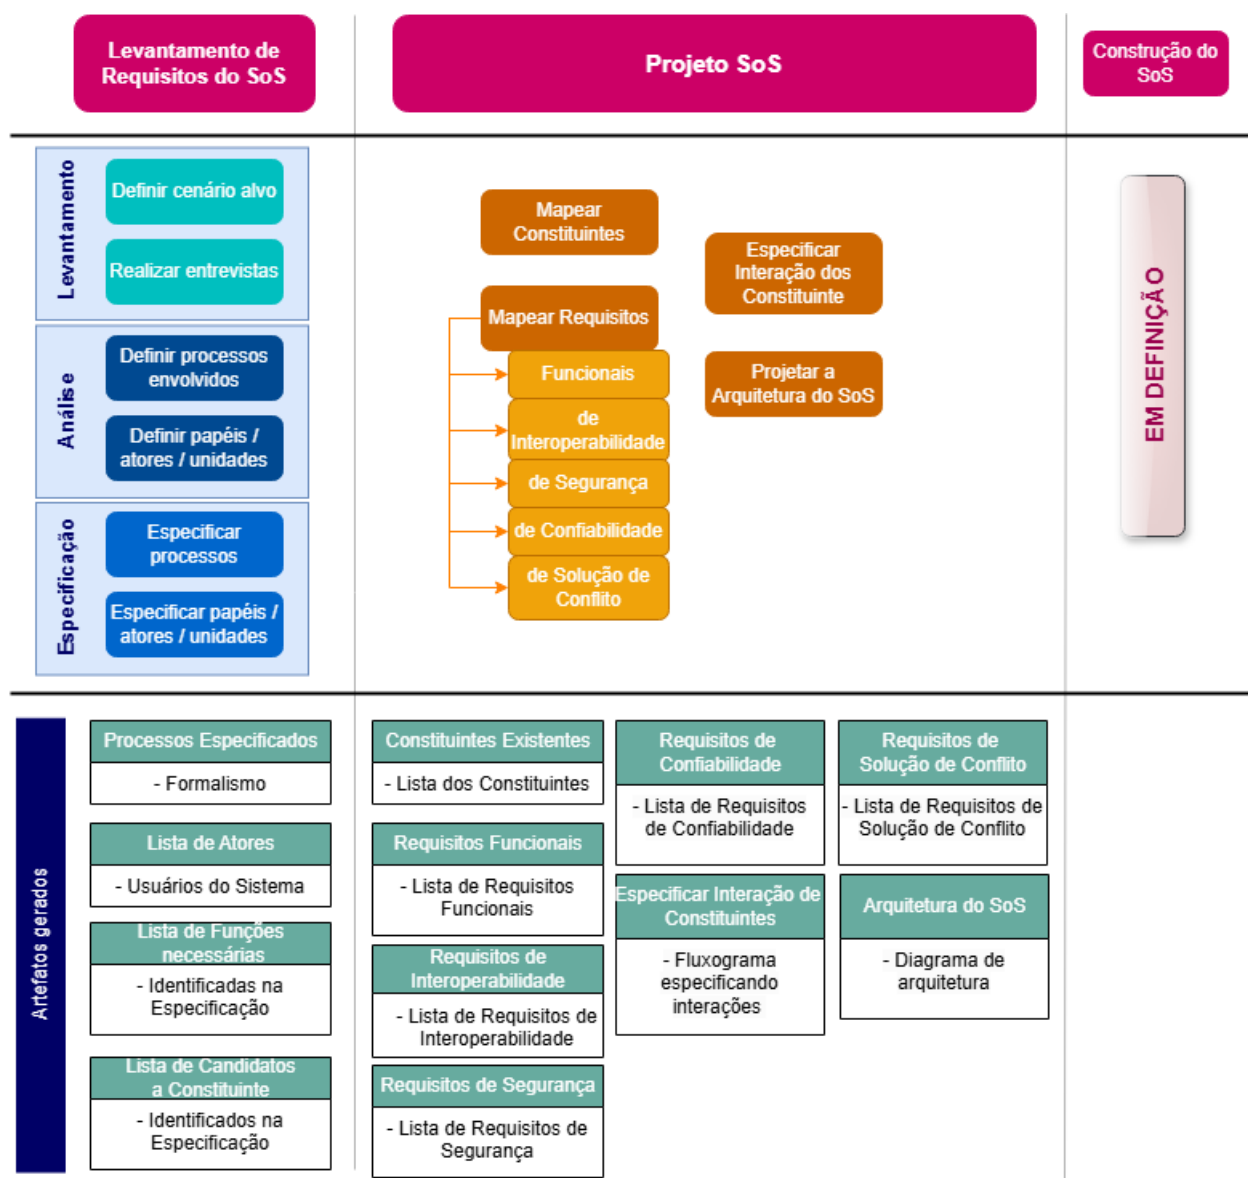 Levantamento de
Requisitos do SoS
Projeto SoS
Construção do
SoS
Levantamento
Definir cenário alvo
Realizar entrevistas
Análise
Definir processos
envolvidos
Definir papéis /
atores / unidades
Especificação
Especificar
processos
Especificar papéis /
atores / unidades
Mapear
Constituintes
Mapear Requisitos
Funcionais
de
Interoperabilidade
de Segurança
de Confiabilidade
de Solução de
Conflito
Especificar
Interação dos
Constituinte
Projetar a
Arquitetura do SoS
EM DEFINIÇÃO
Artefatos gerados
Processos Especificados
- Formalismo
Lista de Atores
- Usuários do Sistema
Lista de Funções
necessárias
- Identificadas na
Especificação
Lista de Candidatos
a Constituinte
- Identificados na
Especificação
Constituintes Existentes
- Lista dos Constituintes
Requisitos Funcionais
- Lista de Requisitos
Funcionais
Requisitos de
Interoperabilidade
- Lista de Requisitos de
Interoperabilidade
Requisitos de Segurança
- Lista de Requisitos de
Segurança
Requisitos de
Confiabilidade
- Lista de Requisitos
de Confiabilidade
Especificar Interação de
Constituintes
- Fluxograma
especificando
interações
Requisitos de
Solução de Conflito
- Lista de Requisitos de
Solução de Conflito
Arquitetura do SoS
- Diagrama de
arquitetura